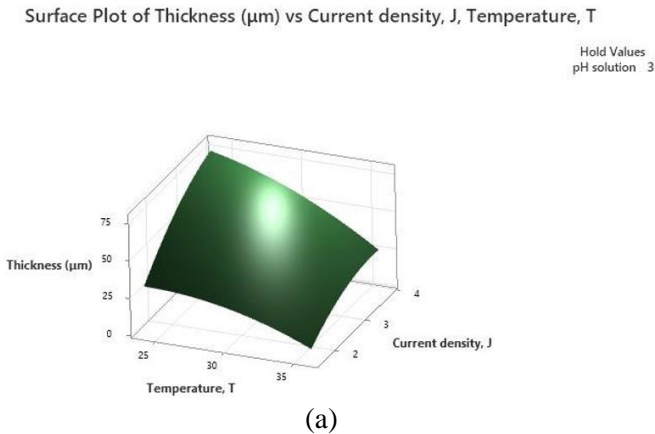 Surface Plot of Thickness (μm) vs Current density, J, Temperature, T
Hold Values
pH solution 3
75
Thickness (μm)
50
25
0
25
30
35
Temperature, T
2
3
4
Current density, J
(a)